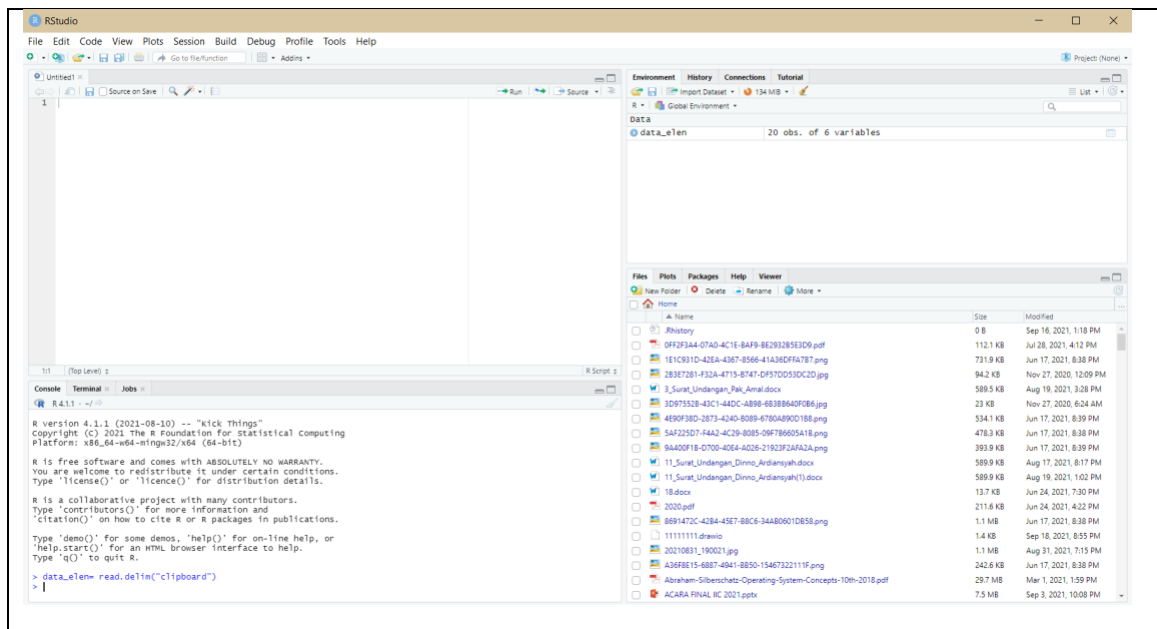 RStudio
File Edit Code View Plots Session Build Debug Profile Tools Help
Go to file/function Addins Project: (None)
Untitled1
Source on Save Run Source
1
1:1 (Top Level) R Script
Console Terminal Jobs
R 4.1.1 · ~/
R version 4.1.1 (2021-08-10) -- "Kick Things"
Copyright (C) 2021 The R Foundation for Statistical Computing
Platform: x86_64-w64-mingw32/x64 (64-bit)
R is free software and comes with ABSOLUTELY NO WARRANTY.
You are welcome to redistribute it under certain conditions.
Type 'license()' or 'licence()' for distribution details.
R is a collaborative project with many contributors.
Type 'contributors()' for more information and
'citation()' on how to cite R or R packages in publications.
Type 'demo()' for some demos, 'help()' for on-line help, or
'help.start()' for an HTML browser interface to help.
Type 'q()' to quit R.
> data_elen= read.delim("clipboard")
>
Environment History Connections Tutorial
Import Dataset 134 MiB List
R Global Environment
Data
data_elen 20 obs. of 6 variables
Files Plots Packages Help Viewer
New Folder Delete Rename More
Home
Name Size Modified
.Rhistory 0 B Sep 16, 2021, 1:18 PM
0FF2F3A4-07A0-4C1E-BAF9-BE2932B5E3D9.pdf 112.1 KB Jul 28, 2021, 4:12 PM
1E1C931D-42EA-4367-8566-41A36DFFA7B7.png 731.9 KB Jun 17, 2021, 8:38 PM
2B3E7281-F32A-4715-B747-DF57DD53DC2D.jpg 94.2 KB Nov 27, 2020, 12:09 PM
3_Surat_Undangan_Pak_Amal.docx 589.5 KB Aug 19, 2021, 3:28 PM
3D97552B-43C1-44DC-AB98-6B3BB640F0B6.jpg 23 KB Nov 27, 2020, 6:24 AM
4E90F38D-2873-4240-8089-6780A890D188.png 534.1 KB Jun 17, 2021, 8:39 PM
5AF225D7-F4A2-4C29-8085-09F7B6605A1B.png 478.3 KB Jun 17, 2021, 8:38 PM
9A400F1B-D700-40E4-A026-21923F2AFA2A.png 393.9 KB Jun 17, 2021, 8:39 PM
11_Surat_Undangan_Dinno_Ardiansyah.docx 589.9 KB Aug 17, 2021, 8:17 PM
11_Surat_Undangan_Dinno_Ardiansyah(1).docx 589.9 KB Aug 19, 2021, 1:02 PM
18.docx 13.7 KB Jun 24, 2021, 7:30 PM
2020.pdf 211.6 KB Jun 24, 2021, 4:22 PM
8691472C-42B4-45E7-B8C6-34AB0601DB58.png 1.1 MB Jun 17, 2021, 8:38 PM
11111111.drawio 1.4 KB Sep 18, 2021, 8:55 PM
20210831_190021.jpg 1.1 MB Aug 31, 2021, 7:15 PM
A36F8E15-6887-4941-BB50-15467322111F.png 242.6 KB Jun 17, 2021, 8:38 PM
Abraham-Silberschatz-Operating-System-Concepts-10th-2018.pdf 29.7 MB Mar 1, 2021, 1:59 PM
ACARA FINAL IIC 2021.pptx 7.5 MB Sep 3, 2021, 10:08 PM